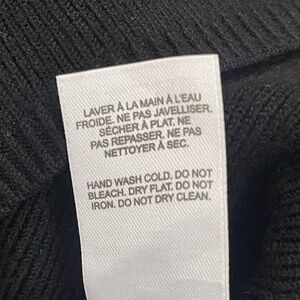 LAVER À LA MAIN À L'EAU
FROIDE. NE PAS JAVELLISER.
SÉCHER À PLAT. NE
PAS REPASSER. NE PAS
NETTOYER À SEC.
HAND WASH COLD. DO NOT
BLEACH. DRY FLAT. DO NOT
IRON. DO NOT DRY CLEAN.